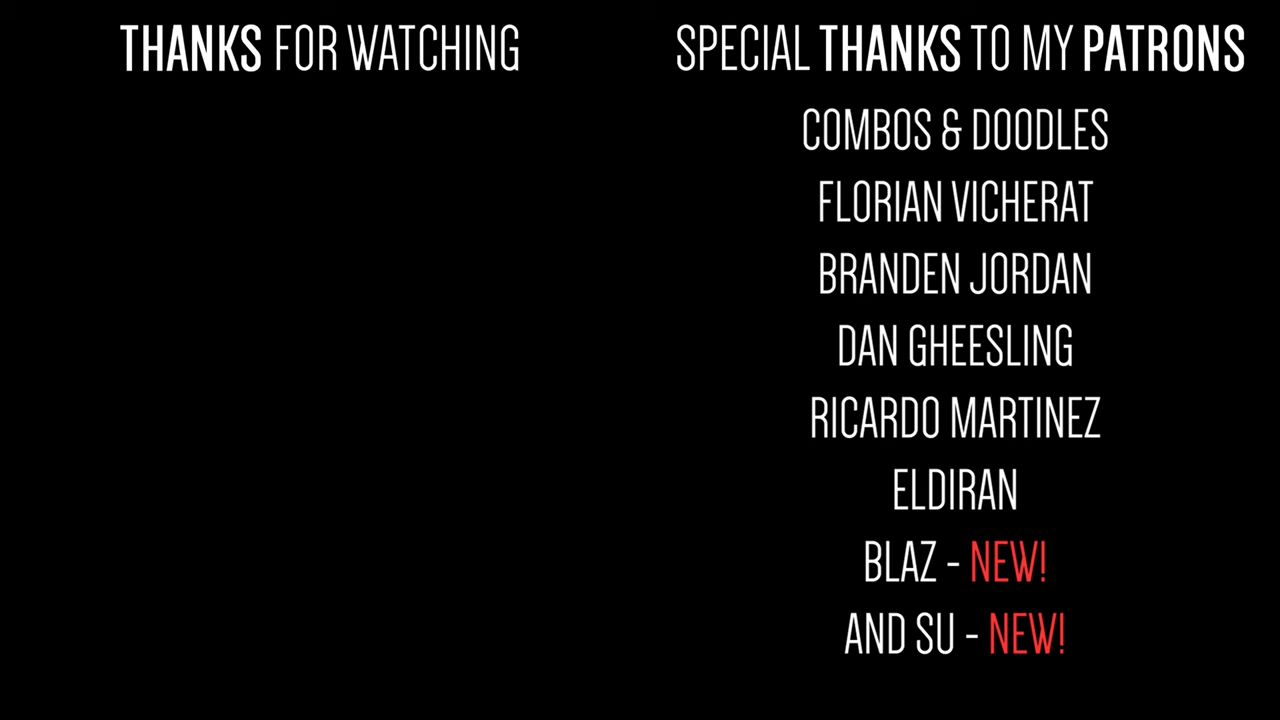 THANKS FOR WATCHING
SPECIAL THANKS TO MY PATRONS
COMBOS & DOODLES
FLORIAN VICHERAT
BRANDEN JORDAN
DAN GHEESLING
RICARDO MARTINEZ
ELDIRAN
BLAZ - NEW!
AND SU - NEW!